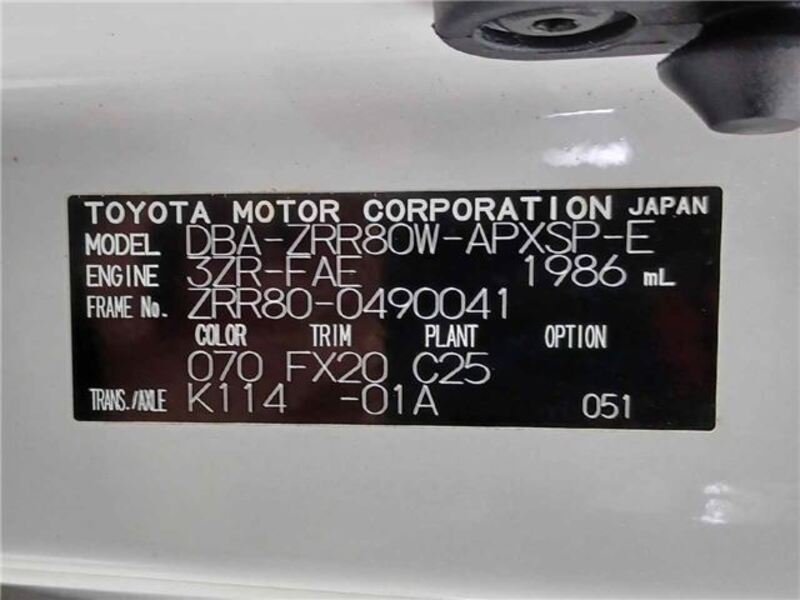 TOYOTA MOTOR CORPORATION JAPAN
MODEL DBA-ZRR80W-APXSP-E
ENGINE 3ZR-FAE 1986 mL
FRAME No. ZRR80-0490041
COLOR TRIM PLANT OPTION
070 FX20 C25
TRANS./AXLE K114 -01A 051